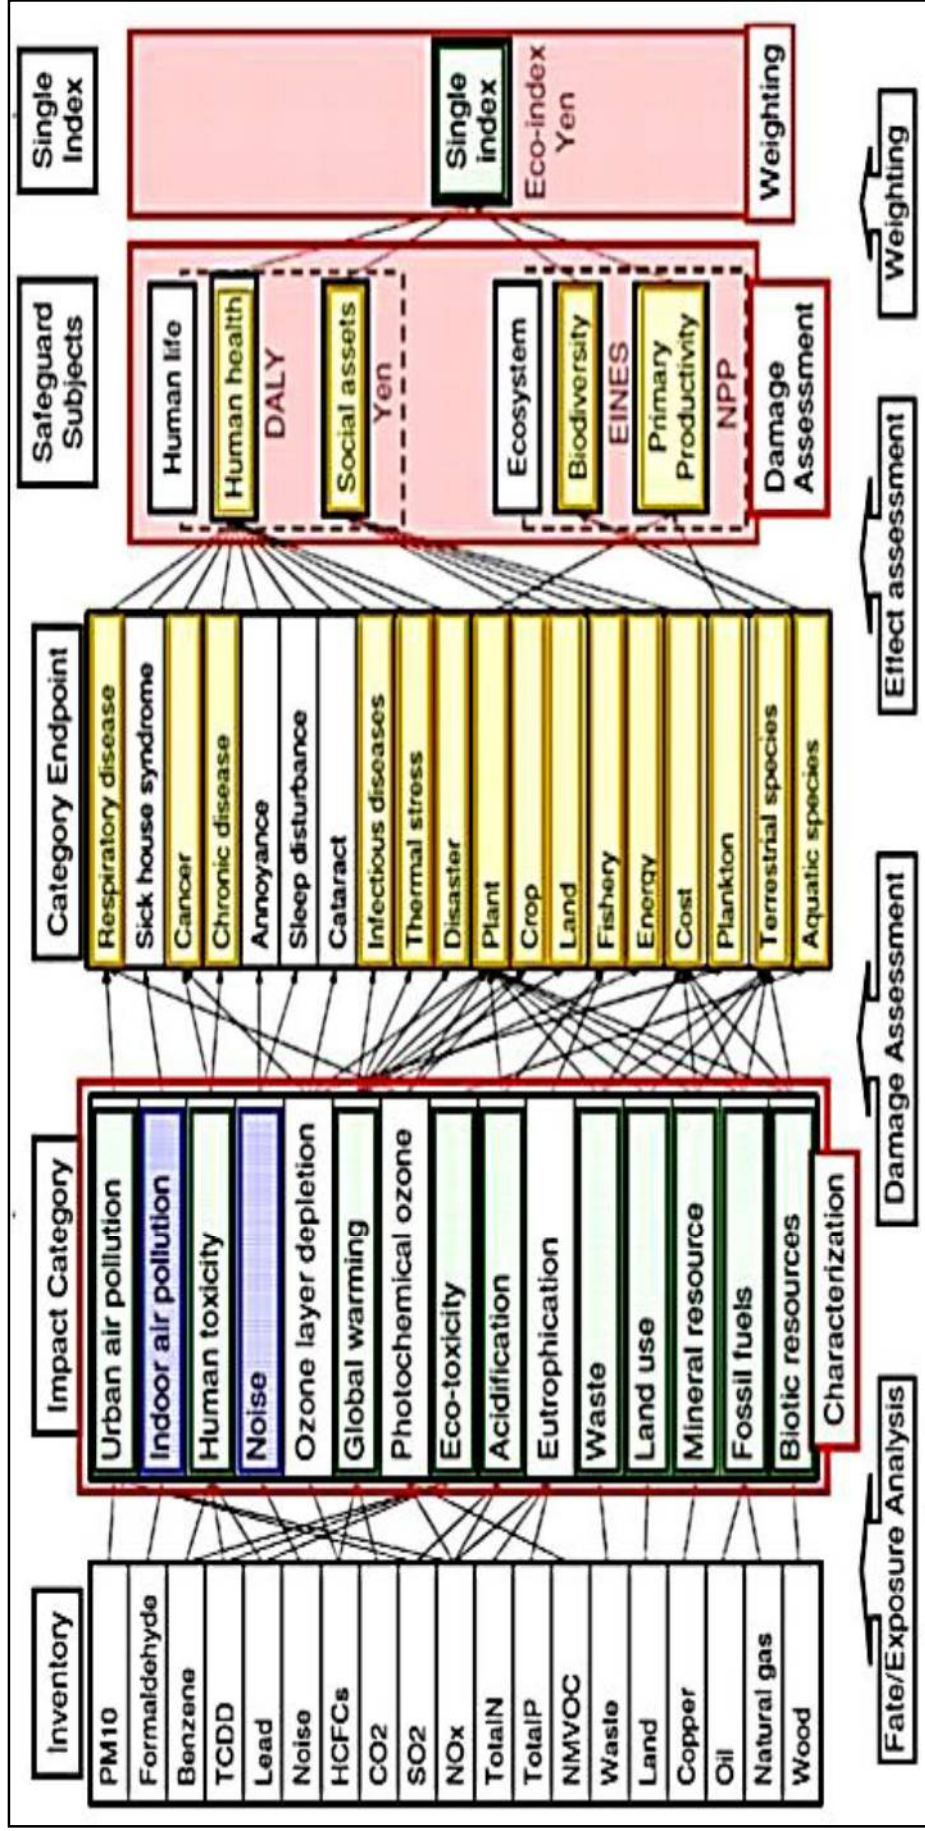 Inventory
PM10
Formaldehyde
Benzene
TCDD
Lead
Noise
HCFCs
CO2
SO2
NOx
TotalN
TotalP
NMVOC
Waste
Land
Copper
Oil
Natural gas
Wood
Fate/Exposure Analysis
Impact Category
Urban air pollution
Indoor air pollution
Human toxicity
Noise
Ozone layer depletion
Global warming
Photochemical ozone
Eco-toxicity
Acidification
Eutrophication
Waste
Land use
Mineral resource
Fossil fuels
Biotic resources
Characterization
Damage Assessment
Category Endpoint
Respiratory disease
Sick house syndrome
Cancer
Chronic disease
Annoyance
Sleep disturbance
Cataract
Infectious diseases
Thermal stress
Disaster
Plant
Crop
Land
Fishery
Energy
Cost
Plankton
Terrestrial species
Aquatic species
Effect assessment
Safeguard
Subjects
Human life
Human health
DALY
Social assets
Yen
Ecosystem
Biodiversity
EINES
Primary
Productivity
NPP
Damage
Assessment
Weighting
Single
Index
Single
index
Eco-index
Yen
Weighting